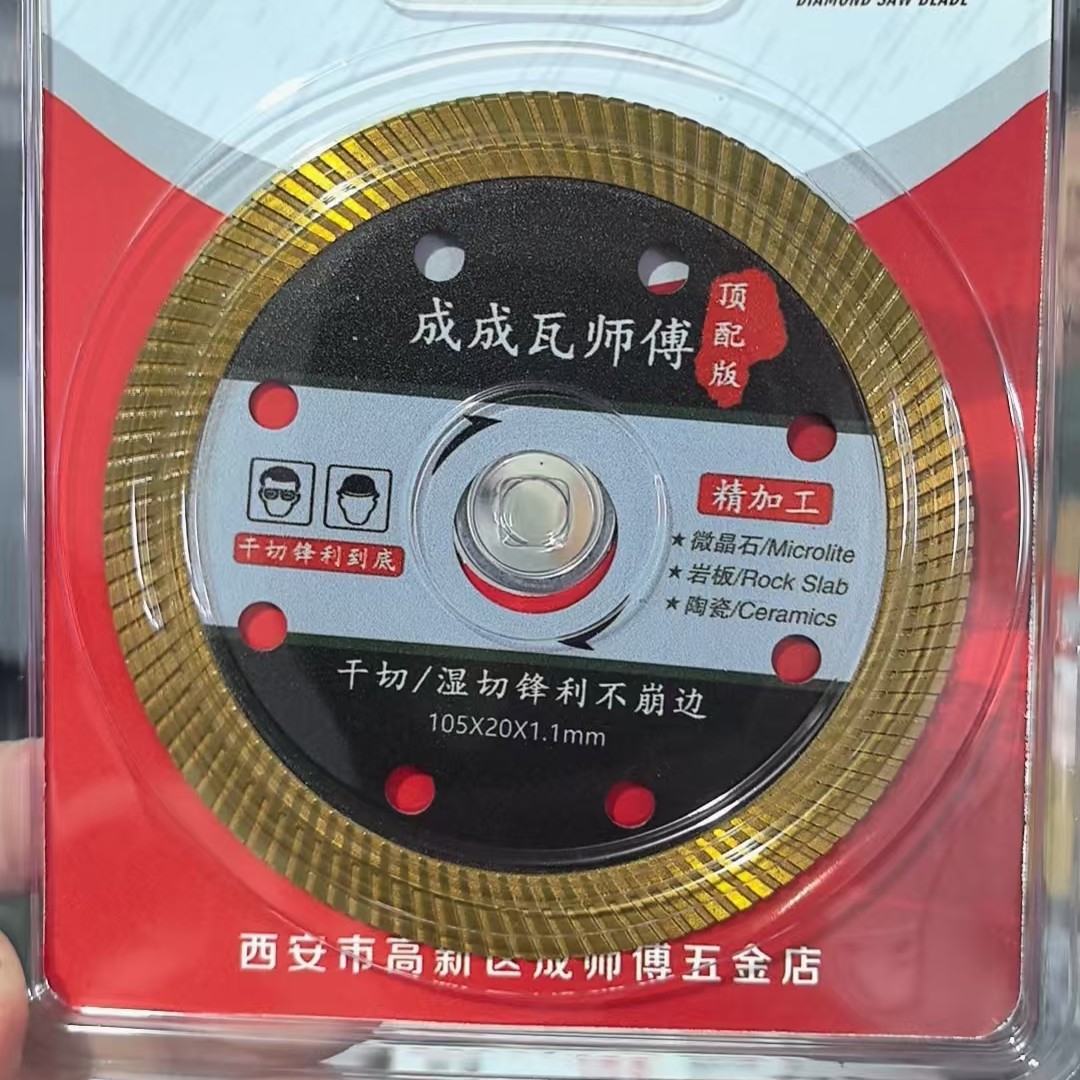 DIAMOND SAW BLADE
成成瓦师傅
顶配版
精加工
★微晶石/Microlite
★岩板/Rock Slab
★陶瓷/Ceramics
干切锋利到底
干切/湿切锋利不崩边
105X20X1.1mm
西安市高新区成师傅五金店